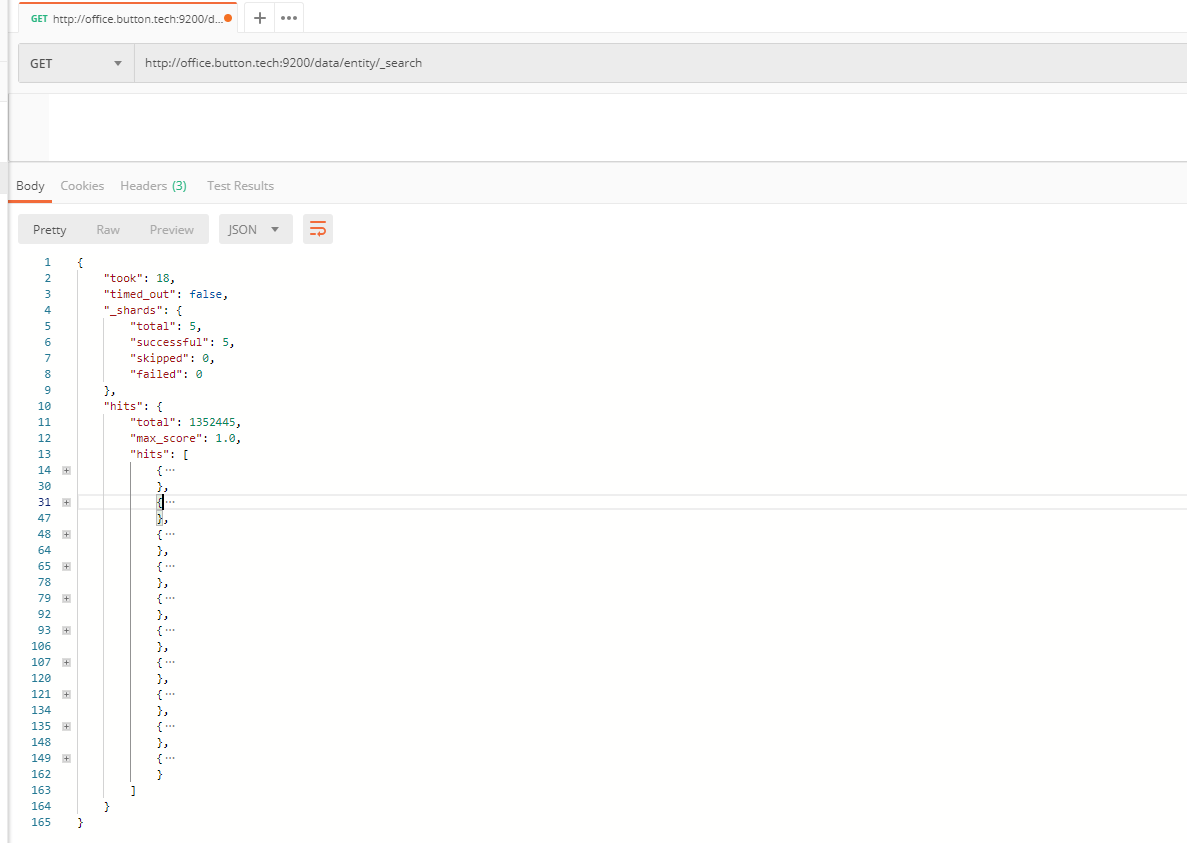 GET http://office.button.tech:9200/d... + •••
GET http://office.button.tech:9200/data/entity/_search
Body Cookies Headers (3) Test Results
Pretty Raw Preview JSON
1 {
2 "took": 18,
3 "timed_out": false,
4 "_shards": {
5 "total": 5,
6 "successful": 5,
7 "skipped": 0,
8 "failed": 0
9 },
10 "hits": {
11 "total": 1352445,
12 "max_score": 1.0,
13 "hits": [
14 {···
30 },
31 {···
47 },
48 {···
64 },
65 {···
78 },
79 {···
92 },
93 {···
106 },
107 {···
120 },
121 {···
134 },
135 {···
148 },
149 {···
162 }
163 ]
164 }
165 }